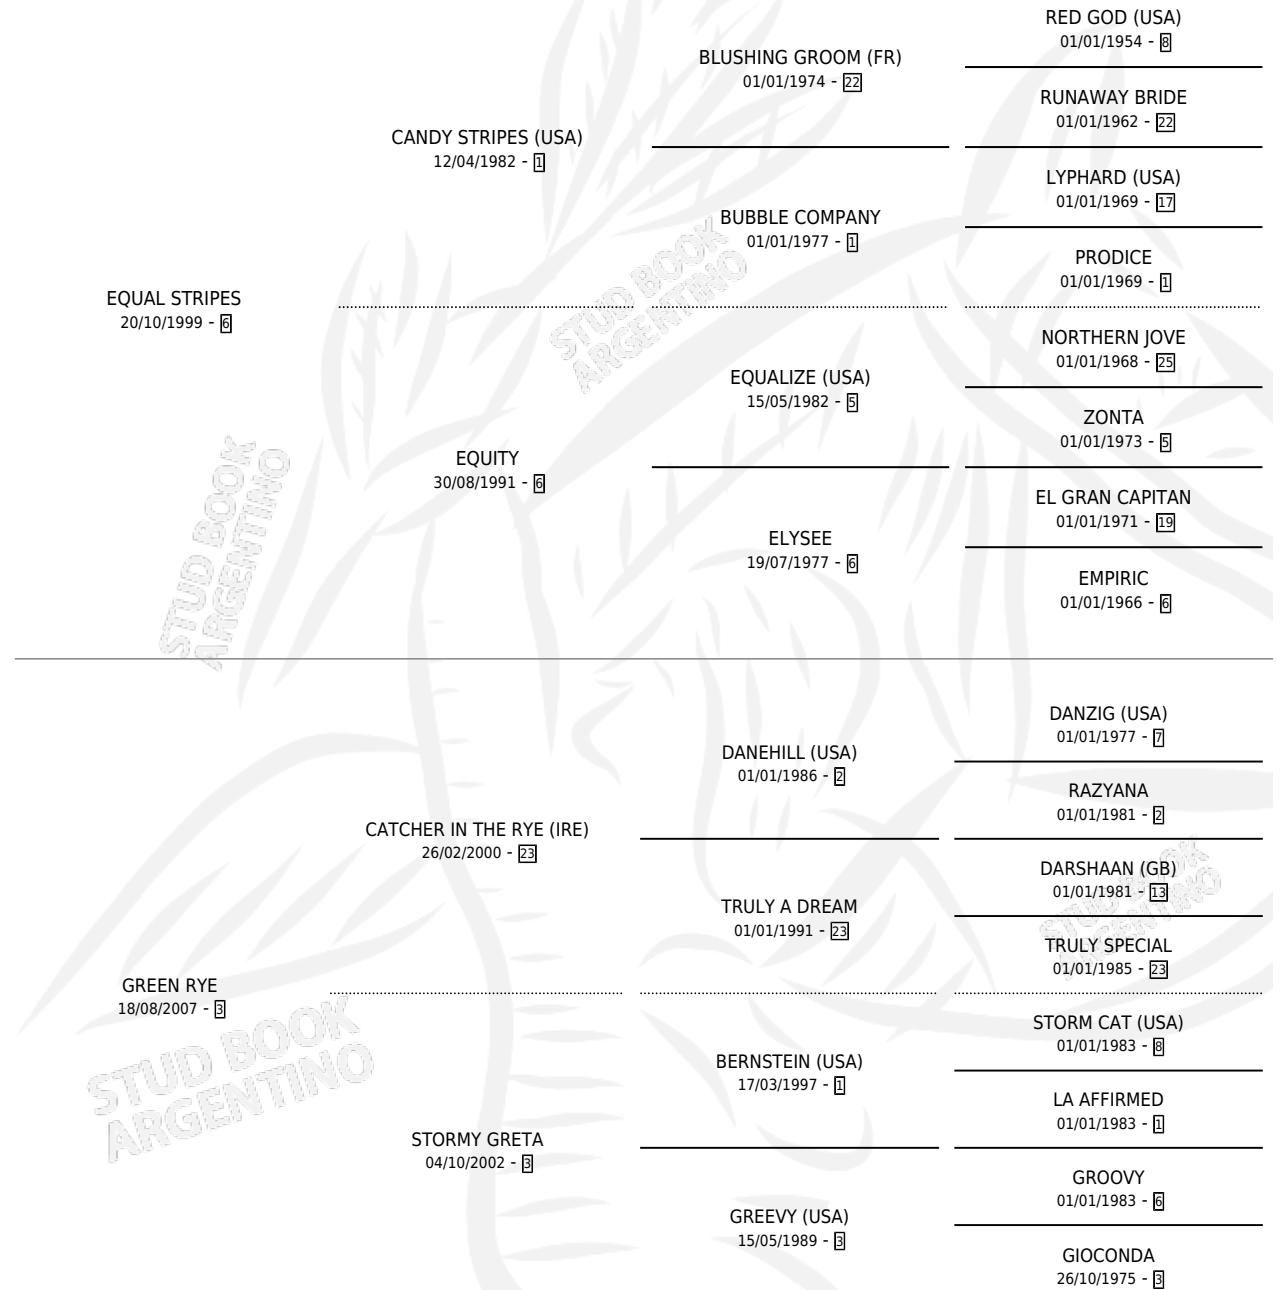 RED GOD (USA)
01/01/1954 - 8
BLUSHING GROOM (FR)
01/01/1974 - 22
RUNAWAY BRIDE
01/01/1962 - 22
CANDY STRIPES (USA)
12/04/1982 - 1
LYPHARD (USA)
01/01/1969 - 17
BUBBLE COMPANY
01/01/1977 - 1
PRODICE
01/01/1969 - 1
EQUAL STRIPES
20/10/1999 - 6
NORTHERN JOVE
01/01/1968 - 25
EQUALIZE (USA)
15/05/1982 - 5
ZONTA
01/01/1973 - 5
EQUITY
30/08/1991 - 6
EL GRAN CAPITAN
01/01/1971 - 19
ELYSEE
19/07/1977 - 6
EMPIRIC
01/01/1966 - 6
DANZIG (USA)
01/01/1977 - 7
DANEHILL (USA)
01/01/1986 - 2
RAZYANA
01/01/1981 - 2
CATCHER IN THE RYE (IRE)
26/02/2000 - 23
DARSHAAN (GB)
01/01/1981 - 13
TRULY A DREAM
01/01/1991 - 23
TRULY SPECIAL
01/01/1985 - 23
GREEN RYE
18/08/2007 - 3
STORM CAT (USA)
01/01/1983 - 8
BERNSTEIN (USA)
17/03/1997 - 1
LA AFFIRMED
01/01/1983 - 1
STORMY GRETA
04/10/2002 - 3
GROOVY
01/01/1983 - 6
GREEVY (USA)
15/05/1989 - 3
GIOCONDA
26/10/1975 - 3
STUD BOOK
ARGENTINO
STUD BOOK
ARGENTINO
STUD BOOK
ARGENTINO
STUD BOOK
ARGENTINO